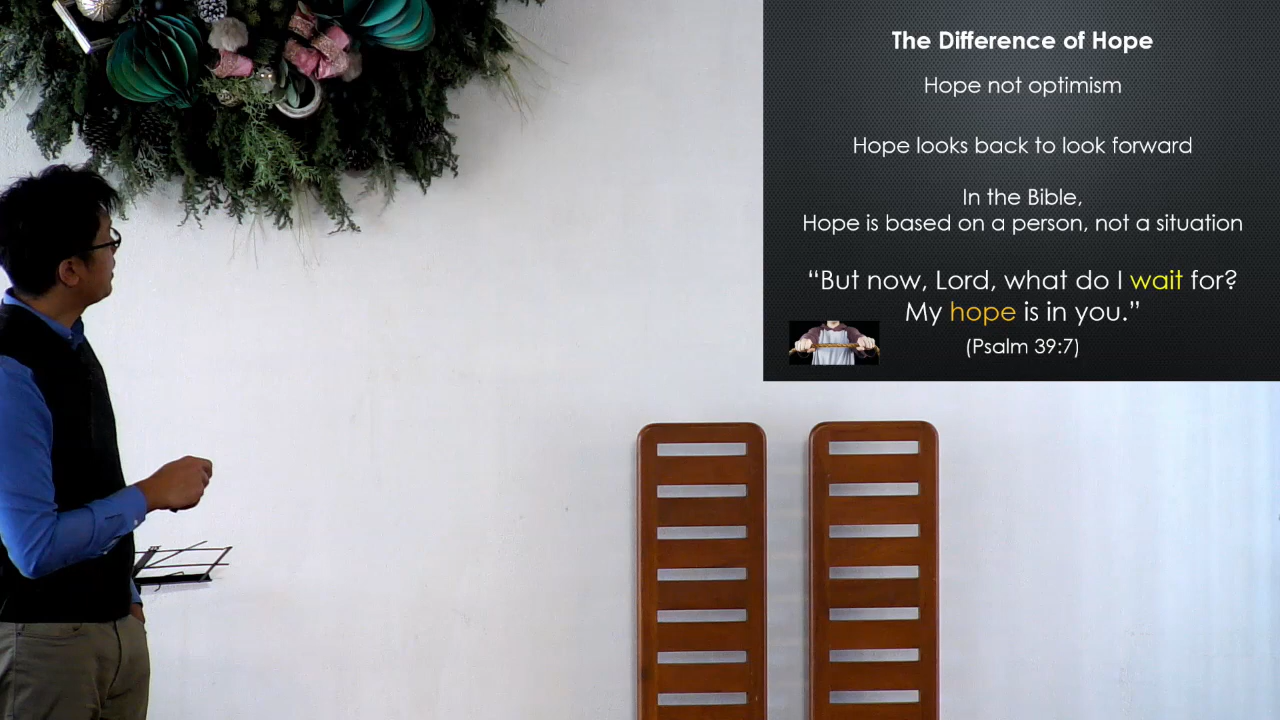 The Difference of Hope
Hope not optimism
Hope looks back to look forward
In the Bible,
Hope is based on a person, not a situation
“But now, Lord, what do I wait for?
My hope is in you.”
(Psalm 39:7)